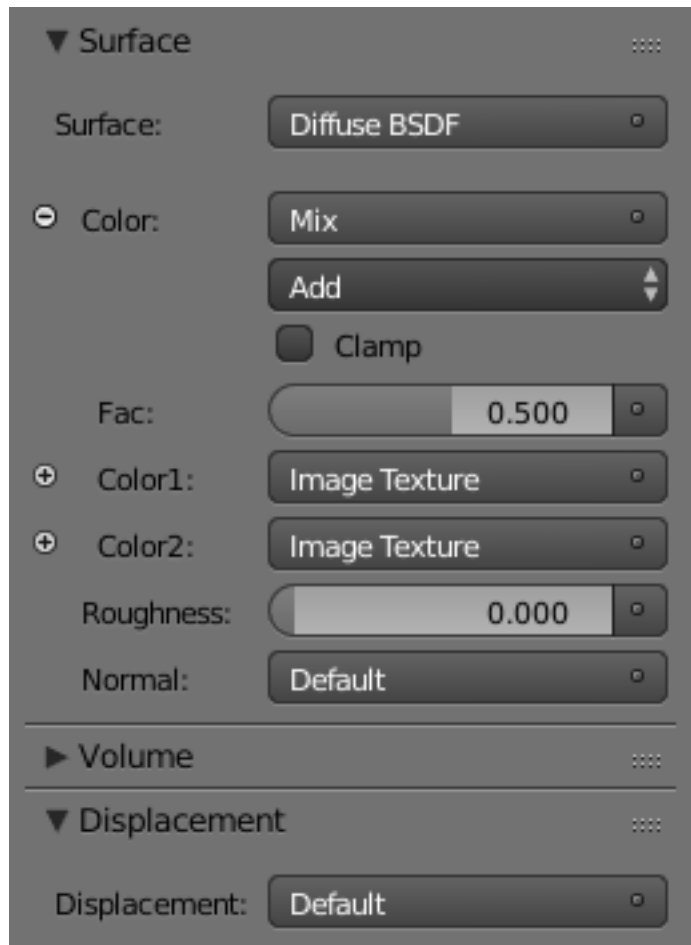 Surface
Surface: Diffuse BSDF
Color: Mix
Add
Clamp
Fac: 0.500
Color1: Image Texture
Color2: Image Texture
Roughness: 0.000
Normal: Default
Volume
Displacement
Displacement: Default